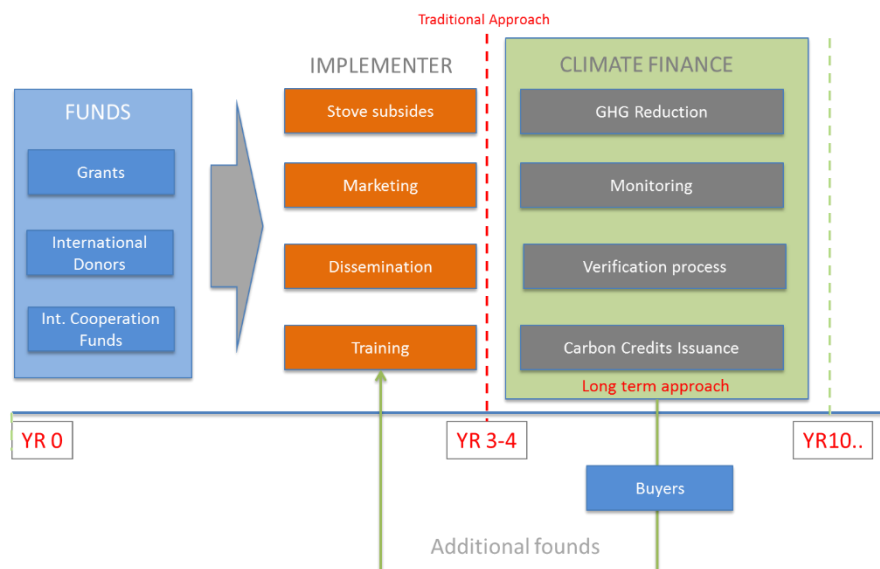 Traditional Approach
FUNDS
Grants
International
Donors
Int. Cooperation
Funds
IMPLEMENTER
Stove subsides
Marketing
Dissemination
Training
CLIMATE FINANCE
GHG Reduction
Monitoring
Verification process
Carbon Credits Issuance
Long term approach
YR 0
YR 3-4
YR10..
Buyers
Additional founds